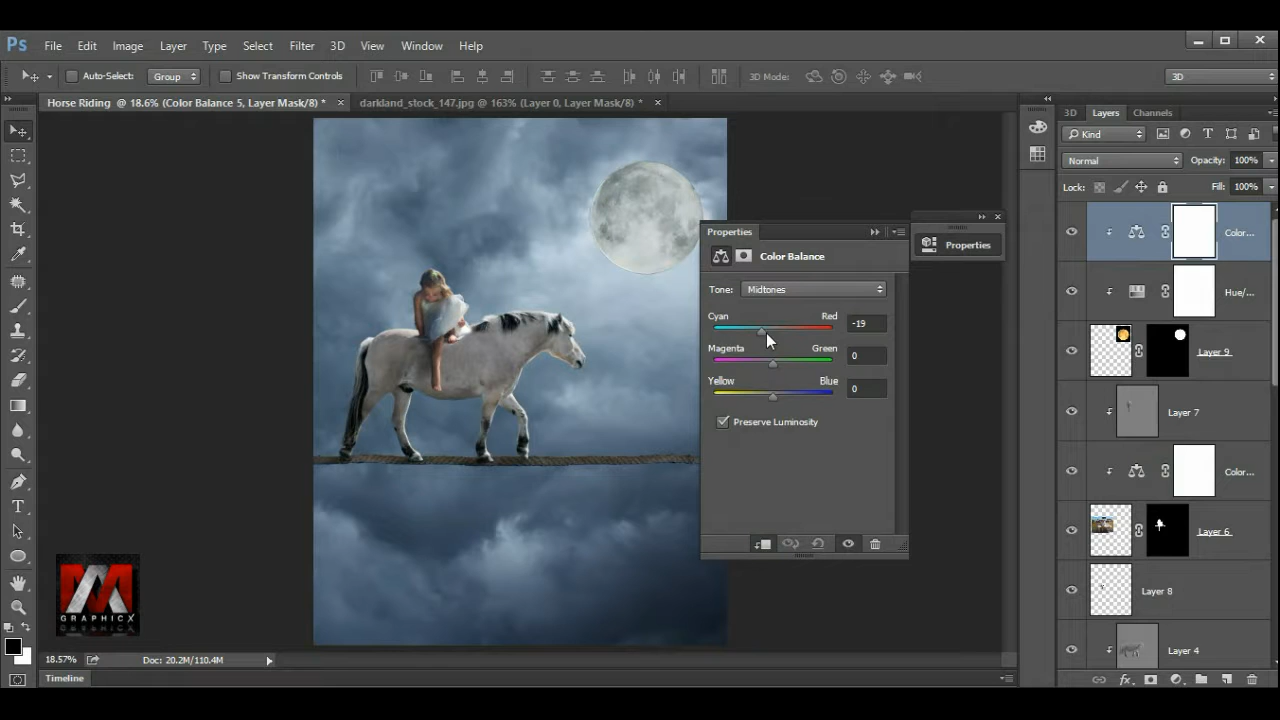 Ps File Edit Image Layer Type Select Filter 3D View Window Help
Auto-Select: Group Show Transform Controls 3D Mode: 3D
Horse Riding @ 18.6% (Color Balance 5, Layer Mask/8) * × darkland_stock_147.jpg @ 163% (Layer 0, Layer Mask/8) * ×
3D Layers Channels
Kind
Normal Opacity: 100%
Lock: Fill: 100%
Color...
Hue/
Layer 9
Layer 7
Color...
Layer 6
Layer 8
Layer 4
Properties
Properties
Color Balance
Tone: Midtones
Cyan Red -19
Magenta Green 0
Yellow Blue 0
Preserve Luminosity
MA
GRAPHICX
18.57% Doc: 20.2M/110.4M
Timeline